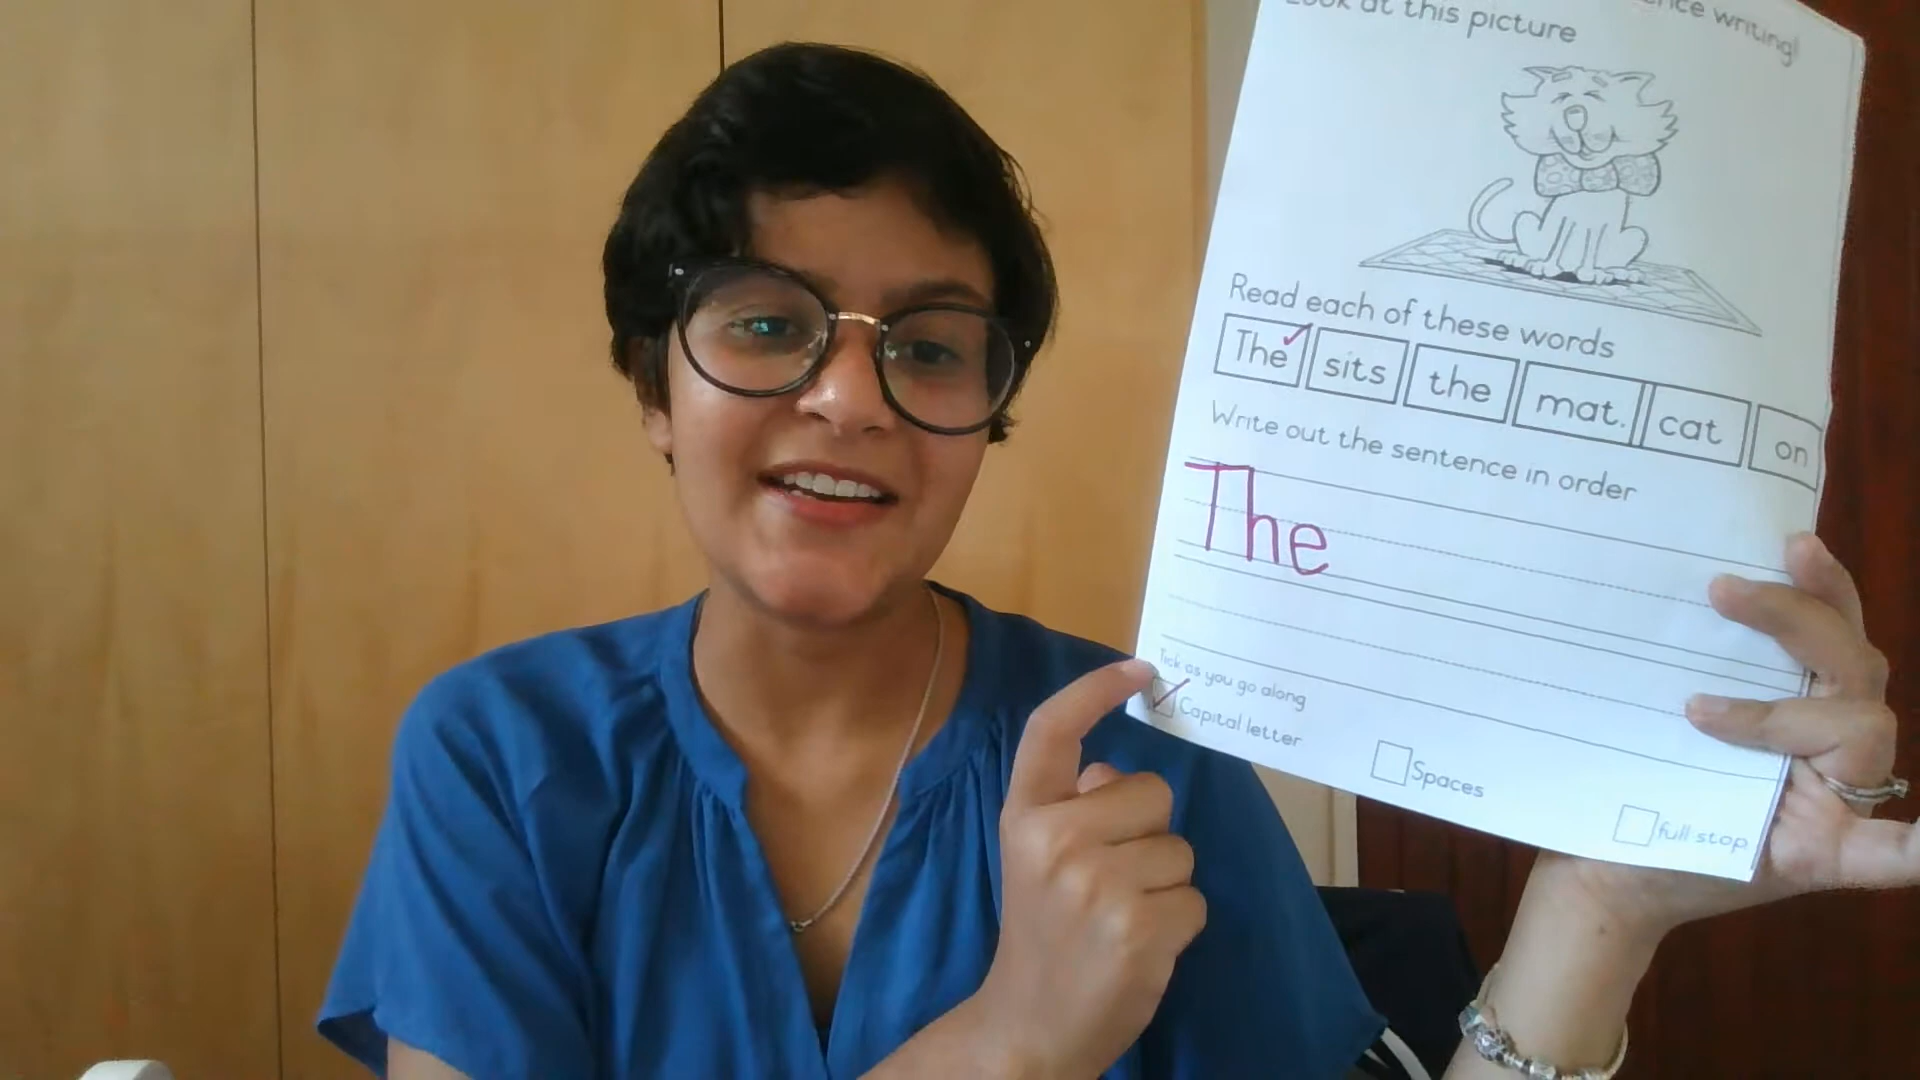 ence writing!
Look at this picture
Read each of these words
The sits the mat. cat on
Write out the sentence in order
The
Tick as you go along
Capital letter
Spaces
full stop